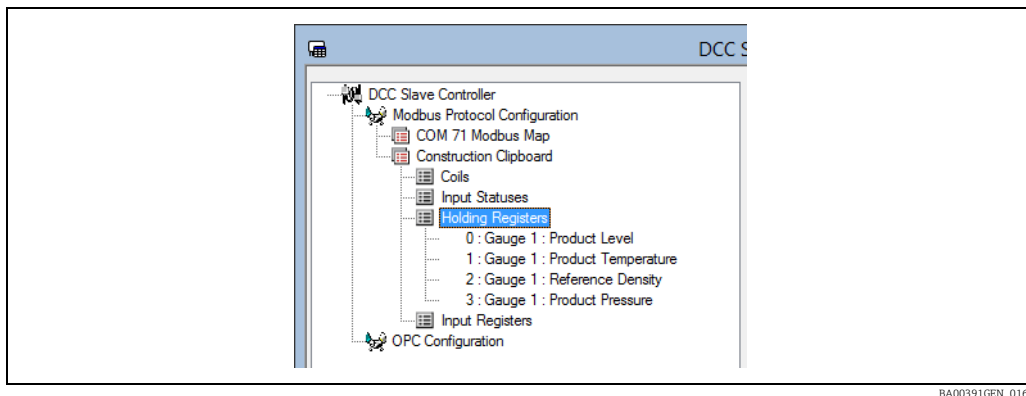 DCC S
DCC Slave Controller
Modbus Protocol Configuration
COM 71 Modbus Map
Construction Clipboard
Coils
Input Statuses
Holding Registers
0 : Gauge 1 : Product Level
1 : Gauge 1 : Product Temperature
2 : Gauge 1 : Reference Density
3 : Gauge 1 : Product Pressure
Input Registers
OPC Configuration
BA00391GEN_016